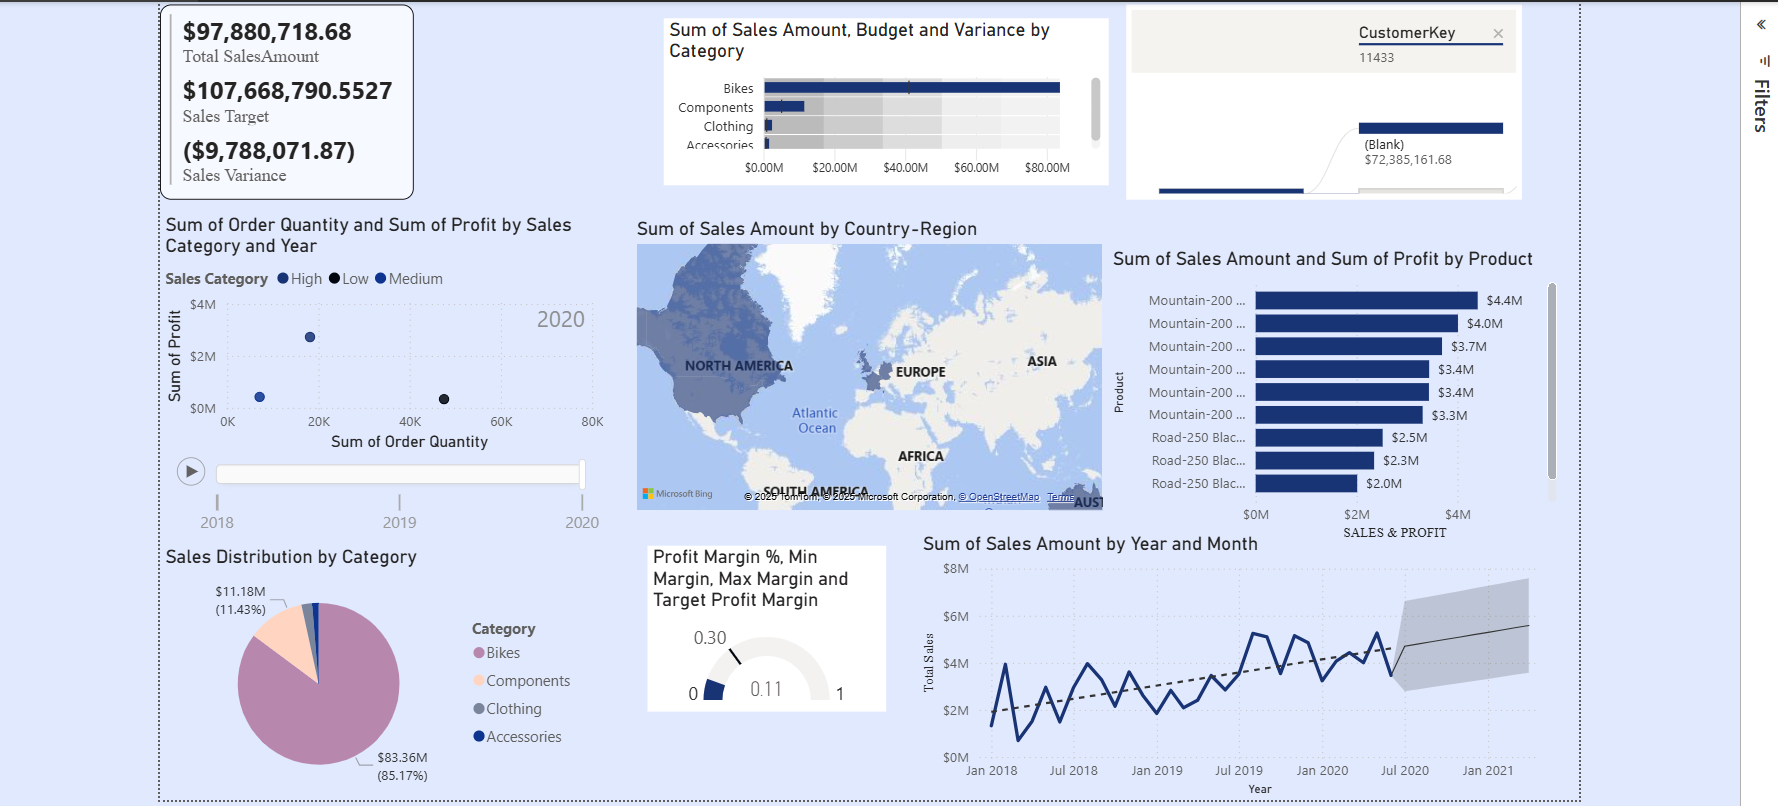 $97,880,718.68
Total SalesAmount
$107,668,790.5527
Sales Target
($9,788,071.87)
Sales Variance
Sum of Sales Amount, Budget and Variance by
Category
Bikes
Components
Clothing
Accessories
$0.00M $20.00M $40.00M $60.00M $80.00M
CustomerKey
11433
(Blank)
$72,385,161.68
Filters
Sum of Order Quantity and Sum of Profit by Sales
Category and Year
Sales Category High Low Medium
2020
Sum of Profit
$4M
$2M
$0M
0K 20K 40K 60K 80K
Sum of Order Quantity
2018 2019 2020
Sum of Sales Amount by Country-Region
NORTH AMERICA
EUROPE
ASIA
Atlantic
Ocean
AFRICA
SOUTH AMERICA
AUST
Microsoft Bing
© 2025 TomTom, © 2025 Microsoft Corporation, © OpenStreetMap Terms
Sum of Sales Amount and Sum of Profit by Product
Product
Mountain-200 ... $4.4M
Mountain-200 ... $4.0M
Mountain-200 ... $3.7M
Mountain-200 ... $3.4M
Mountain-200 ... $3.4M
Mountain-200 ... $3.3M
Road-250 Blac... $2.5M
Road-250 Blac... $2.3M
Road-250 Blac... $2.0M
$0M $2M $4M
SALES & PROFIT
Sales Distribution by Category
$11.18M
(11.43%)
$83.36M
(85.17%)
Category
Bikes
Components
Clothing
Accessories
Profit Margin %, Min
Margin, Max Margin and
Target Profit Margin
0.30
0
0.11
1
Sum of Sales Amount by Year and Month
Total Sales
$8M
$6M
$4M
$2M
$0M
Jan 2018 Jul 2018 Jan 2019 Jul 2019 Jan 2020 Jul 2020 Jan 2021
Year